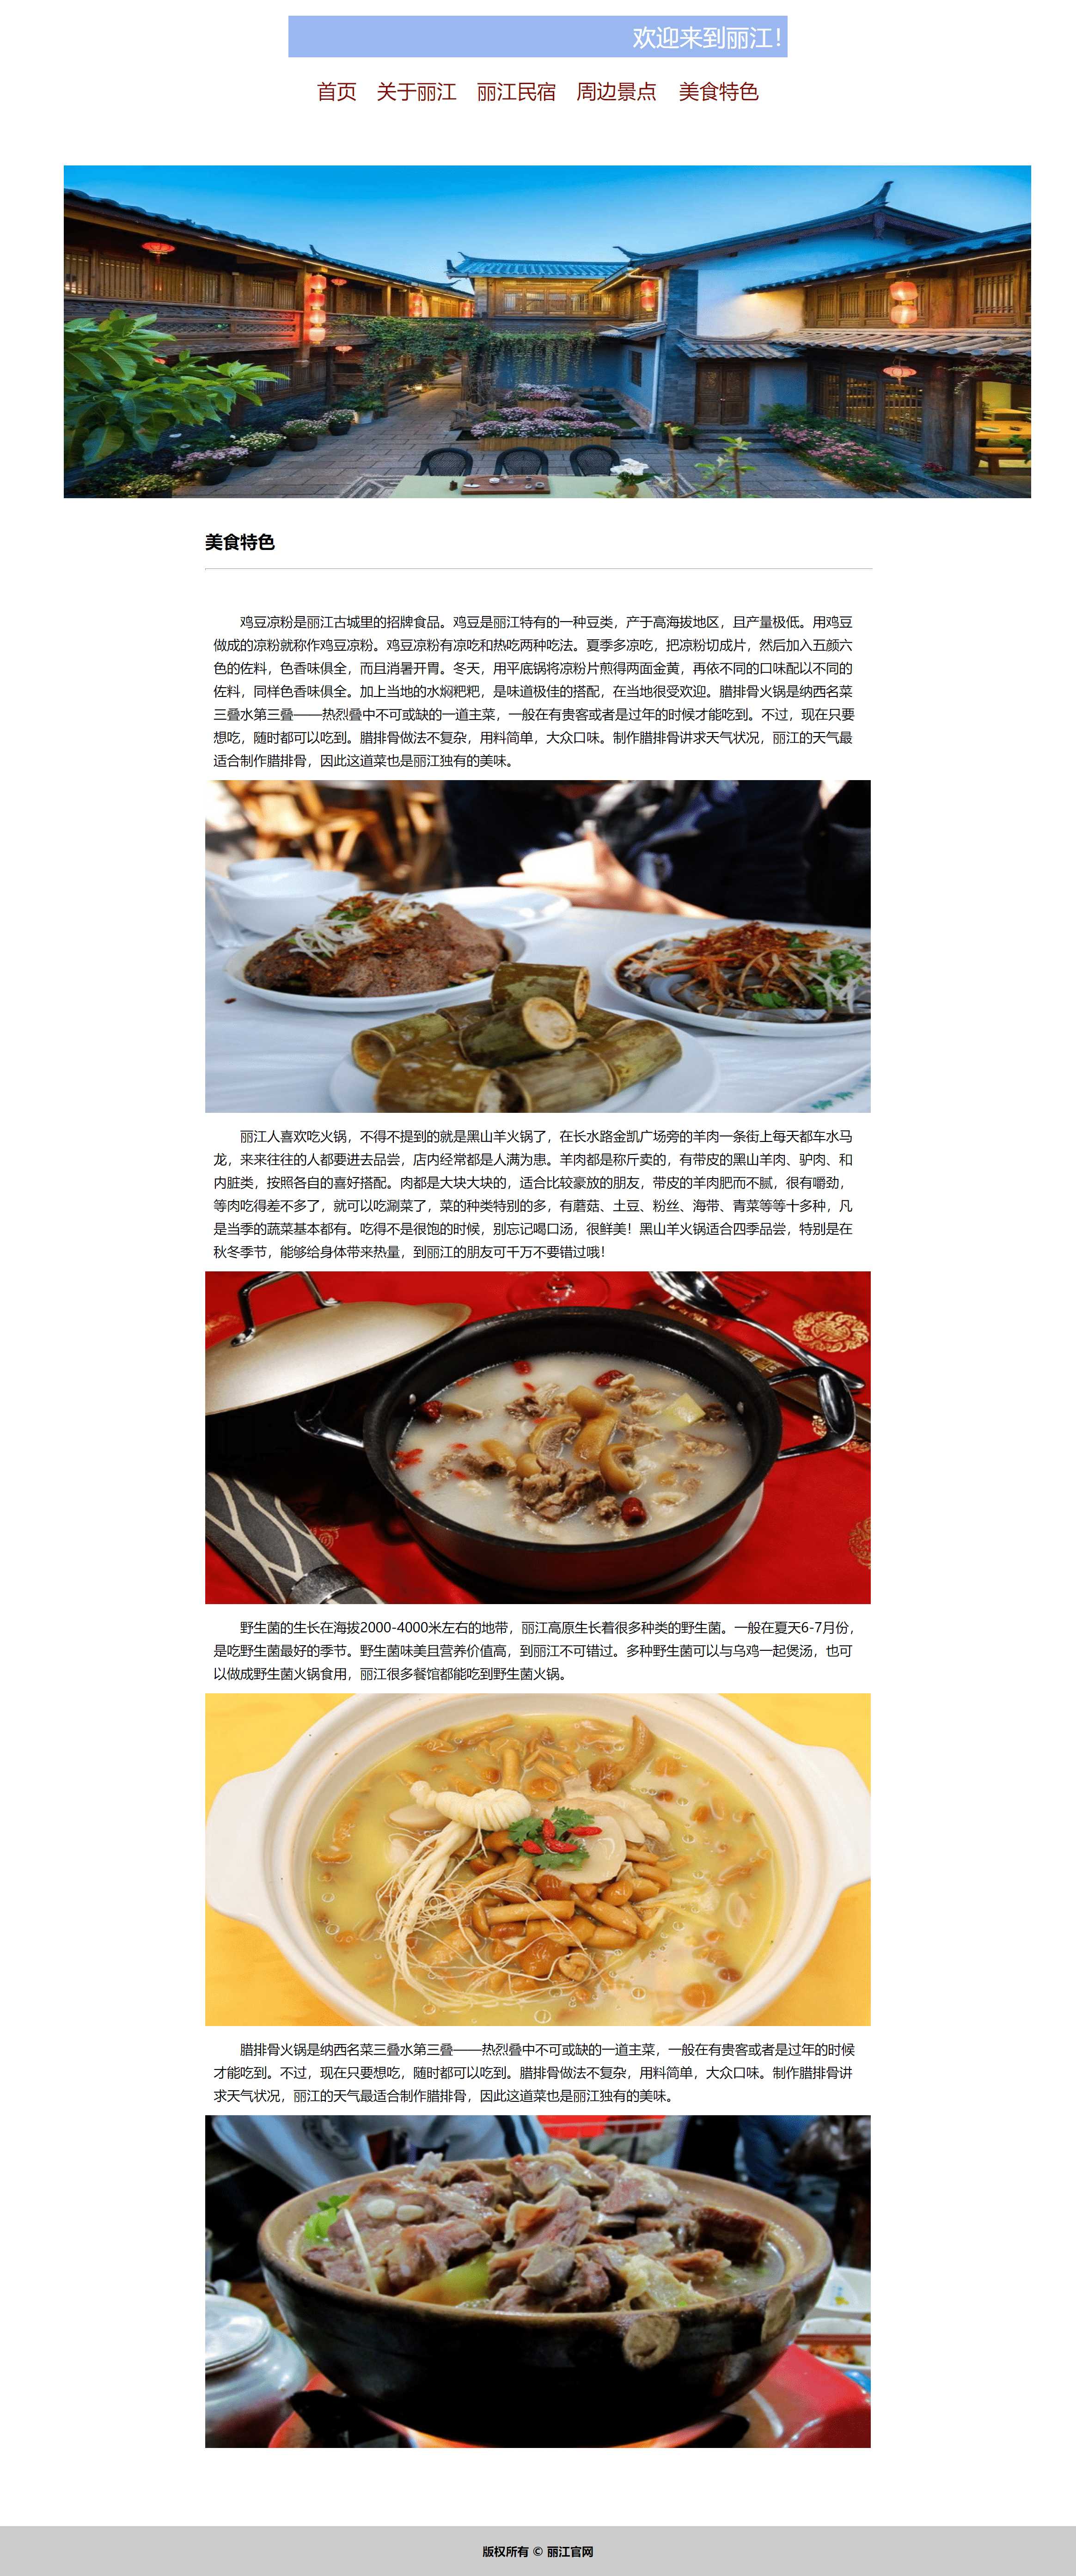 欢迎来到丽江！
首页 关于丽江 丽江民宿 周边景点 美食特色
美食特色
鸡豆凉粉是丽江古城里的招牌食品。鸡豆是丽江特有的一种豆类，产于高海拔地区，且产量极低。用鸡豆
做成的凉粉就称作鸡豆凉粉。鸡豆凉粉有凉吃和热吃两种吃法。夏季多凉吃，把凉粉切成片，然后加入五颜六
色的佐料，色香味俱全，而且消暑开胃。冬天，用平底锅将凉粉片煎得两面金黄，再依不同的口味配以不同的
佐料，同样色香味俱全。加上当地的水焖粑粑，是味道极佳的搭配，在当地很受欢迎。腊排骨火锅是纳西名菜
三叠水第三叠——热烈叠中不可或缺的一道主菜，一般在有贵客或者是过年的时候才能吃到。不过，现在只要
想吃，随时都可以吃到。腊排骨做法不复杂，用料简单，大众口味。制作腊排骨讲求天气状况，丽江的天气最
适合制作腊排骨，因此这道菜也是丽江独有的美味。
丽江人喜欢吃火锅，不得不提到的就是黑山羊火锅了，在长水路金凯广场旁的羊肉一条街上每天都车水马
龙，来来往往的人都要进去品尝，店内经常都是人满为患。羊肉都是称斤卖的，有带皮的黑山羊肉、驴肉、和
内脏类，按照各自的喜好搭配。肉都是大块大块的，适合比较豪放的朋友，带皮的羊肉肥而不腻，很有嚼劲，
等肉吃得差不多了，就可以吃涮菜了，菜的种类特别的多，有蘑菇、土豆、粉丝、海带、青菜等等十多种，凡
是当季的蔬菜基本都有。吃得不是很饱的时候，别忘记喝口汤，很鲜美！黑山羊火锅适合四季品尝，特别是在
秋冬季节，能够给身体带来热量，到丽江的朋友可千万不要错过哦！
野生菌的生长在海拔2000-4000米左右的地带，丽江高原生长着很多种类的野生菌。一般在夏天6-7月份，
是吃野生菌最好的季节。野生菌味美且营养价值高，到丽江不可错过。多种野生菌可以与乌鸡一起煲汤，也可
以做成野生菌火锅食用，丽江很多餐馆都能吃到野生菌火锅。
腊排骨火锅是纳西名菜三叠水第三叠——热烈叠中不可或缺的一道主菜，一般在有贵客或者是过年的时候
才能吃到。不过，现在只要想吃，随时都可以吃到。腊排骨做法不复杂，用料简单，大众口味。制作腊排骨讲
求天气状况，丽江的天气最适合制作腊排骨，因此这道菜也是丽江独有的美味。
版权所有 © 丽江官网